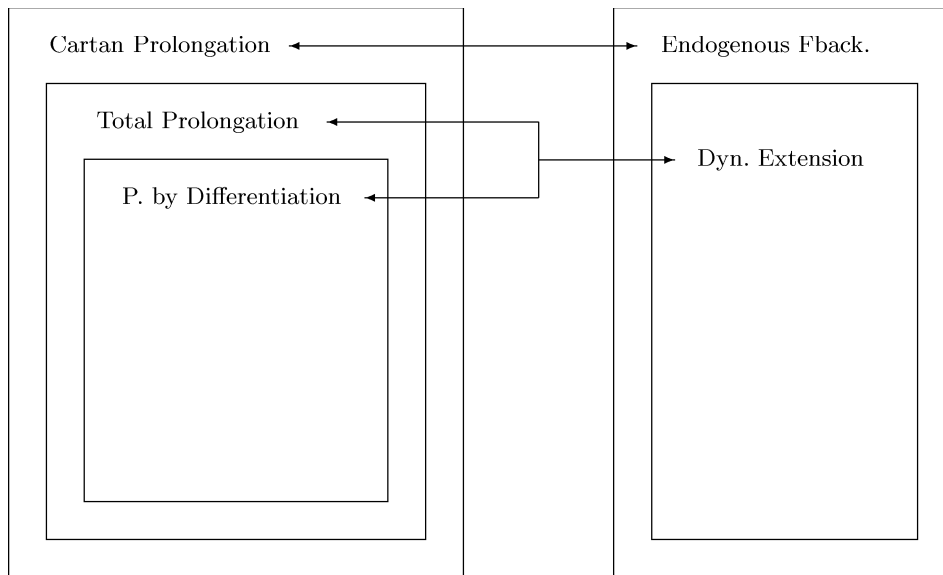 Cartan Prolongation
Endogenous Fback.
Total Prolongation
Dyn. Extension
P. by Differentiation